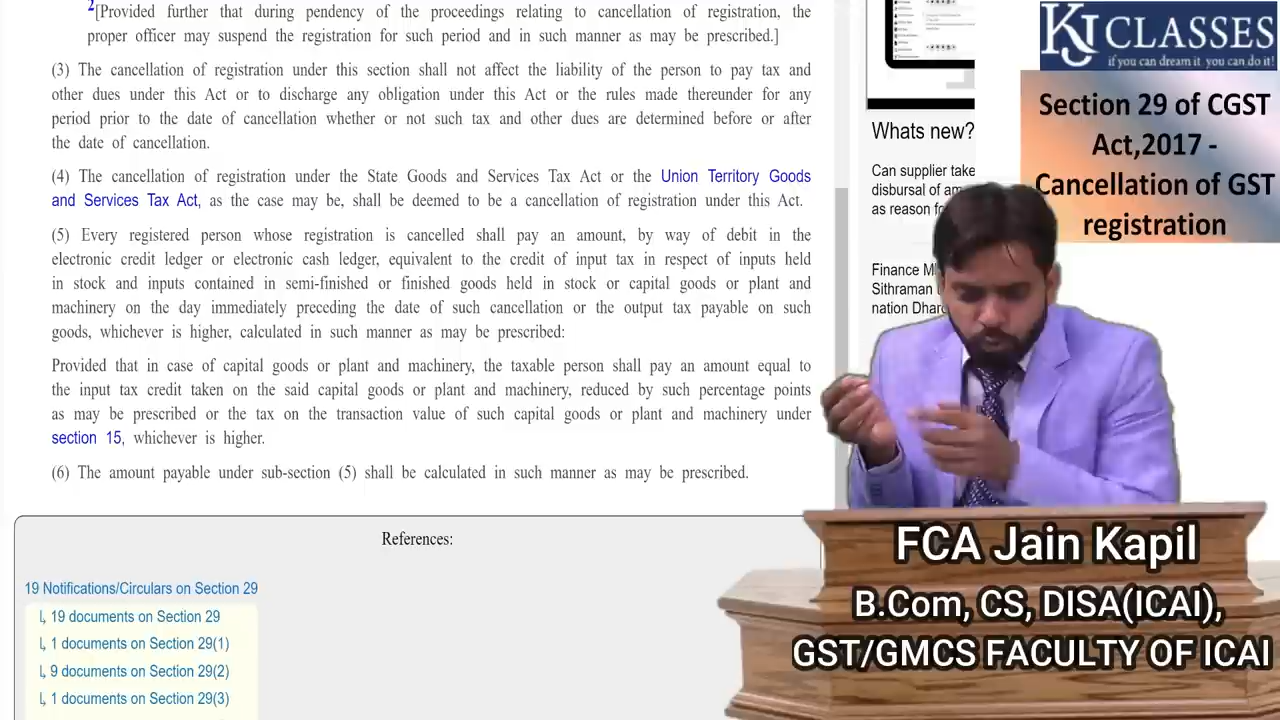 2[Provided further that during pendency of the proceedings relating to cancellation of registration, the
proper officer may suspend the registration for such period and in such manner as may be prescribed.]
(3) The cancellation of registration under this section shall not affect the liability of the person to pay tax and
other dues under this Act or to discharge any obligation under this Act or the rules made thereunder for any
period prior to the date of cancellation whether or not such tax and other dues are determined before or after
the date of cancellation.
(4) The cancellation of registration under the State Goods and Services Tax Act or the Union Territory Goods
and Services Tax Act, as the case may be, shall be deemed to be a cancellation of registration under this Act.
(5) Every registered person whose registration is cancelled shall pay an amount, by way of debit in the
electronic credit ledger or electronic cash ledger, equivalent to the credit of input tax in respect of inputs held
in stock and inputs contained in semi-finished or finished goods held in stock or capital goods or plant and
machinery on the day immediately preceding the date of such cancellation or the output tax payable on such
goods, whichever is higher, calculated in such manner as may be prescribed:
Provided that in case of capital goods or plant and machinery, the taxable person shall pay an amount equal to
the input tax credit taken on the said capital goods or plant and machinery, reduced by such percentage points
as may be prescribed or the tax on the transaction value of such capital goods or plant and machinery under
section 15, whichever is higher.
(6) The amount payable under sub-section (5) shall be calculated in such manner as may be prescribed.
References:
19 Notifications/Circulars on Section 29
19 documents on Section 29
1 documents on Section 29(1)
9 documents on Section 29(2)
1 documents on Section 29(3)
Whats new?
Can supplier take
disbursal of
as reason
Finance
Sithraman
nation
KJ CLASSES
if you can dream it you can do it!
Section 29 of CGST
Act,2017 -
Cancellation of GST
registration
FCA Jain Kapil
B.Com, CS, DISA(ICAI),
GST/GMCS FACULTY OF ICAI